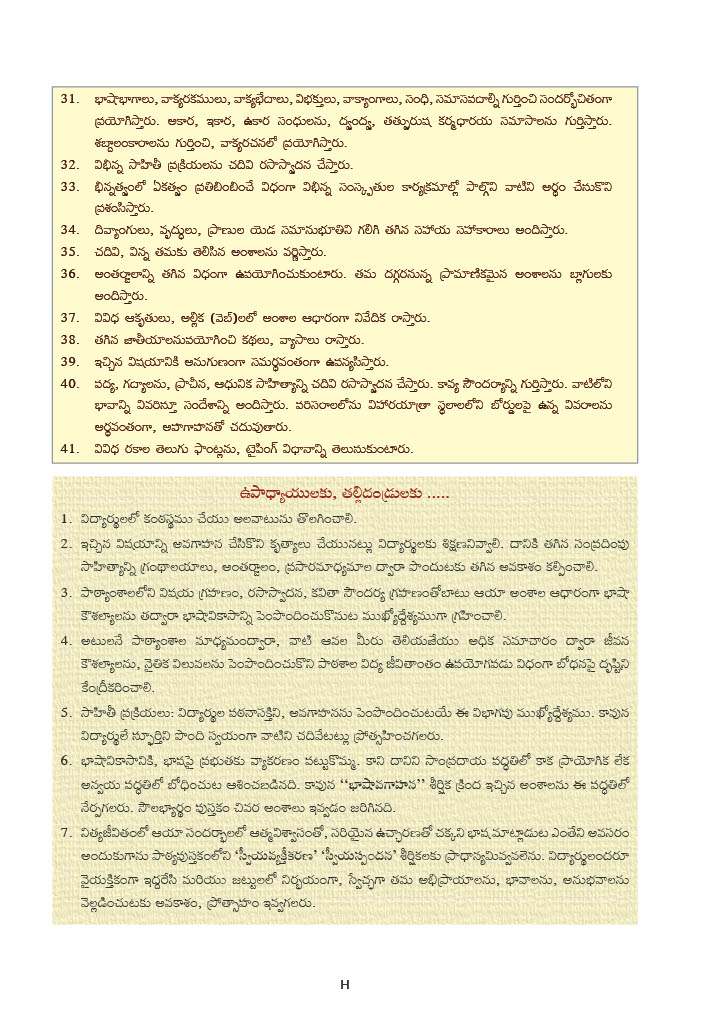 31. భాషాభాగాలు, వాక్యరకములు, వాక్యభేదాలు, విభక్తులు, వాక్యాంగాలు, సంధి, సమాసపదాల్ని గుర్తించి సందర్భోచితంగా
ప్రయోగిస్తారు. అకార, ఇకార, ఉకార సంధులను, ద్వంద్వ, తత్పురుష కర్మధారయ సమాసాలను గుర్తిస్తారు.
శబ్దాలంకారాలను గుర్తించి, వాక్యరచనలో ప్రయోగిస్తారు.
32. విభిన్న సాహితీ ప్రక్రియలను చదివి రసాస్వాదన చేస్తారు.
33. భిన్నత్వంలో ఏకత్వం ప్రతిబింబించే విధంగా విభిన్న సంస్కృతుల కార్యక్రమాల్లో పాల్గొని వాటిని అర్థం చేసుకొని
ప్రశంసిస్తారు.
34. దివ్యాంగులు, వృద్ధులు, ప్రాణుల యెడ సమానుభూతిని గలిగి తగిన సహాయ సహకారాలు అందిస్తారు.
35. చదివి, విన్న తమకు తెలిసిన అంశాలను వర్ణిస్తారు.
36. అంతర్జాలాన్ని తగిన విధంగా ఉపయోగించుకుంటారు. తమ దగ్గరనున్న ప్రామాణికమైన అంశాలను బ్లాగులకు
అందిస్తారు.
37. వివిధ ఆకృతులు, అల్లిక (వెబ్)లలో అంశాల ఆధారంగా నివేదిక రాస్తారు.
38. తగిన జాతీయాలనుపయోగించి కథలు, వ్యాసాలు రాస్తారు.
39. ఇచ్చిన విషయానికి అనుగుణంగా సమర్థవంతంగా ఉపన్యసిస్తారు.
40. పద్య, గద్యాలను, ప్రాచీన, ఆధునిక సాహిత్యాన్ని చదివి రసాస్వాదన చేస్తారు. కావ్య సౌందర్యాన్ని గుర్తిస్తారు. వాటిలోని
భావాన్ని వివరిస్తూ సందేశాన్ని అందిస్తారు. పరిసరాలలోను విహారయాత్రా స్థలాలలోని బోర్డులపై ఉన్న వివరాలను
అర్థవంతంగా, అవగాహనతో చదువుతారు.
41. వివిధ రకాల తెలుగు ఫాంట్లను, టైపింగ్ విధానాన్ని తెలుసుకుంటారు.
ఉపాధ్యాయులకు, తల్లిదండ్రులకు .....
1. విద్యార్థులలో కంఠస్థము చేయు అలవాటును తొలగించాలి.
2. ఇచ్చిన విషయాన్ని అవగాహన చేసికొని కృత్యాలు చేయునట్లు విద్యార్థులకు శిక్షణనివ్వాలి. దానికి తగిన సంప్రదింపు
సాహిత్యాన్ని గ్రంథాలయాలు, అంతర్జాలం, ప్రసారమాధ్యమాల ద్వారా పొందుటకు తగిన అవకాశం కల్పించాలి.
3. పాఠ్యాంశాలలోని విషయ గ్రహణం, రసాస్వాదన, కవితా సౌందర్య గ్రహణంతోబాటు ఆయా అంశాల ఆధారంగా భాషా
కౌశల్యాలను తద్వారా భాషావికాసాన్ని పెంపొందించుకొనుట ముఖ్యోద్దేశ్యముగా గ్రహించాలి.
4. అటులనే పాఠ్యాంశాల మాధ్యమంద్వారా, వాటి ఆవల మీరు తెలియజేయు అధిక సమాచారం ద్వారా జీవన
కౌశల్యాలను, నైతిక విలువలను పెంపొందించుకొని పాఠశాల విద్య జీవితాంతం ఉపయోగపడు విధంగా బోధనపై దృష్టిని
కేంద్రీకరించాలి.
5. సాహితీ ప్రక్రియలు: విద్యార్థుల పఠనాసక్తిని, అవగాహనను పెంపొందించుటయే ఈ విభాగపు ముఖ్యోద్దేశ్యము. కావున
విద్యార్థులే స్ఫూర్తిని పొంది స్వయంగా వాటిని చదివేటట్లు ప్రోత్సహించగలరు.
6. భాషావికాసానికి, భాషపై ప్రభుతకు వ్యాకరణం పట్టుకొమ్మ. కాని దానిని సాంప్రదాయ పద్ధతిలో కాక ప్రాయోగిక లేక
అన్వయ పద్ధతిలో బోధించుట ఆశించబడినది. కావున ‘‘భాషావగాహన’’ శీర్షిక క్రింద ఇచ్చిన అంశాలను ఈ పద్ధతిలో
నేర్పగలరు. సౌలభ్యార్థం పుస్తకం చివర అంశాలు ఇవ్వడం జరిగినది.
7. నిత్యజీవితంలో ఆయా సందర్భాలలో ఆత్మవిశ్వాసంతో, సరియైన ఉచ్ఛారణతో చక్కని భాష మాట్లాడుట ఎంతేని అవసరం
అందుకుగాను పాఠ్యపుస్తకంలోని ‘స్వీయవ్యక్తీకరణ’ ‘స్వీయస్పందన’ శీర్షికలకు ప్రాధాన్యమివ్వవలెను. విద్యార్థులందరూ
వైయక్తికంగా ఇద్దరేసి మరియు జట్టులలో నిర్భయంగా, స్వేచ్ఛగా తమ అభిప్రాయాలను, భావాలను, అనుభవాలను
వెల్లడించుటకు అవకాశం, ప్రోత్సాహం ఇవ్వగలరు.
H